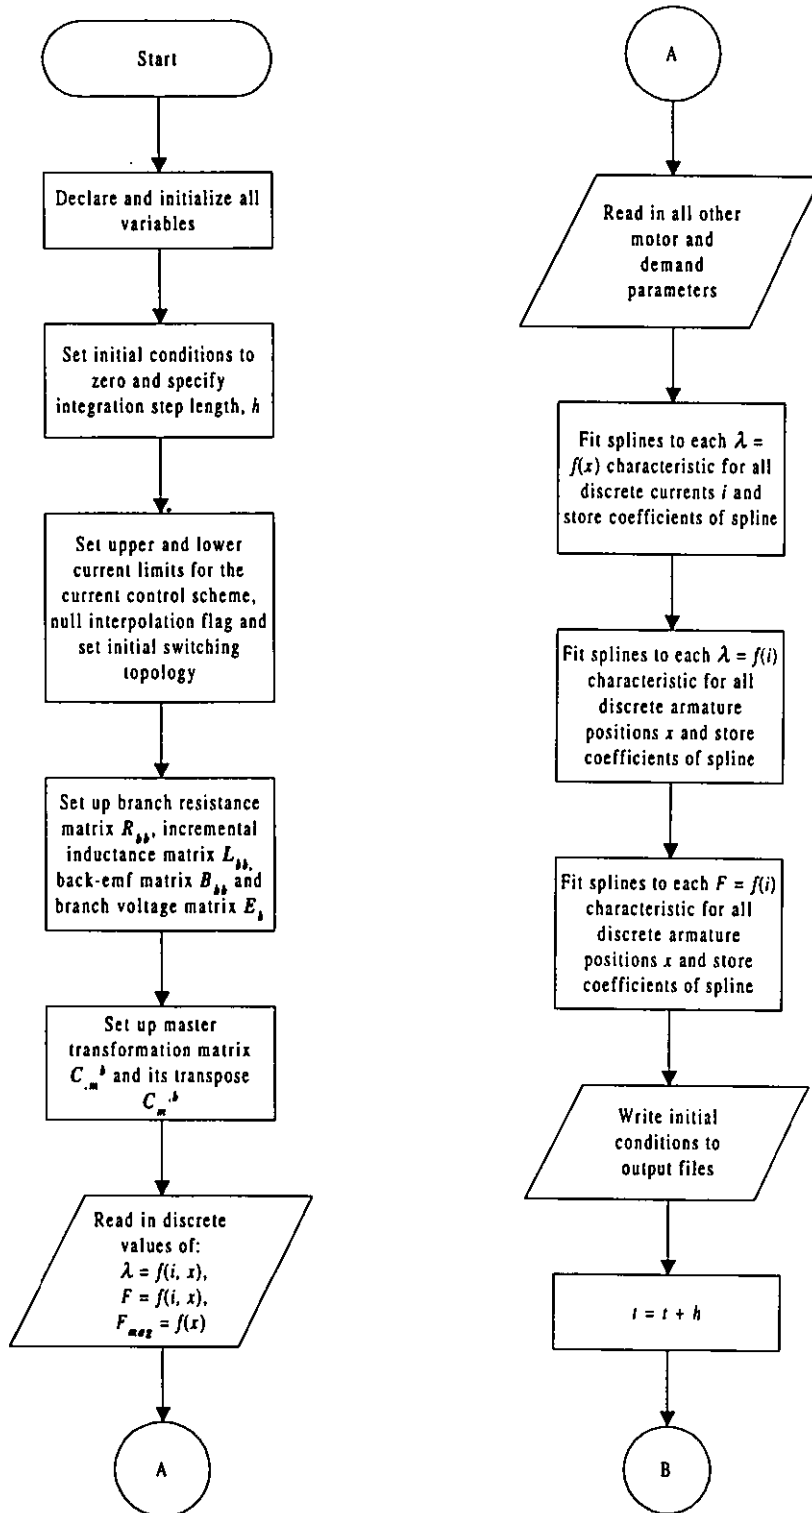 Start
Declare and initialize all
variables
Set initial conditions to
zero and specify
integration step length, h
Set upper and lower
current limits for the
current control scheme,
null interpolation flag and
set initial switching
topology
Set up branch resistance
matrix R_bb, incremental
inductance matrix L_bb,
back-emf matrix B_bb and
branch voltage matrix E_b
Set up master
transformation matrix
C_.m^b and its transpose
C_m^.b
Read in discrete
values of:
λ = f(i, x),
F = f(i, x),
F_mag = f(x)
A
A
Read in all other
motor and
demand
parameters
Fit splines to each λ =
f(x) characteristic for all
discrete currents i and
store coefficients of spline
Fit splines to each λ = f(i)
characteristic for all
discrete armature
positions x and store
coefficients of spline
Fit splines to each F = f(i)
characteristic for all
discrete armature
positions x and store
coefficients of spline
Write initial
conditions to
output files
t = t + h
B